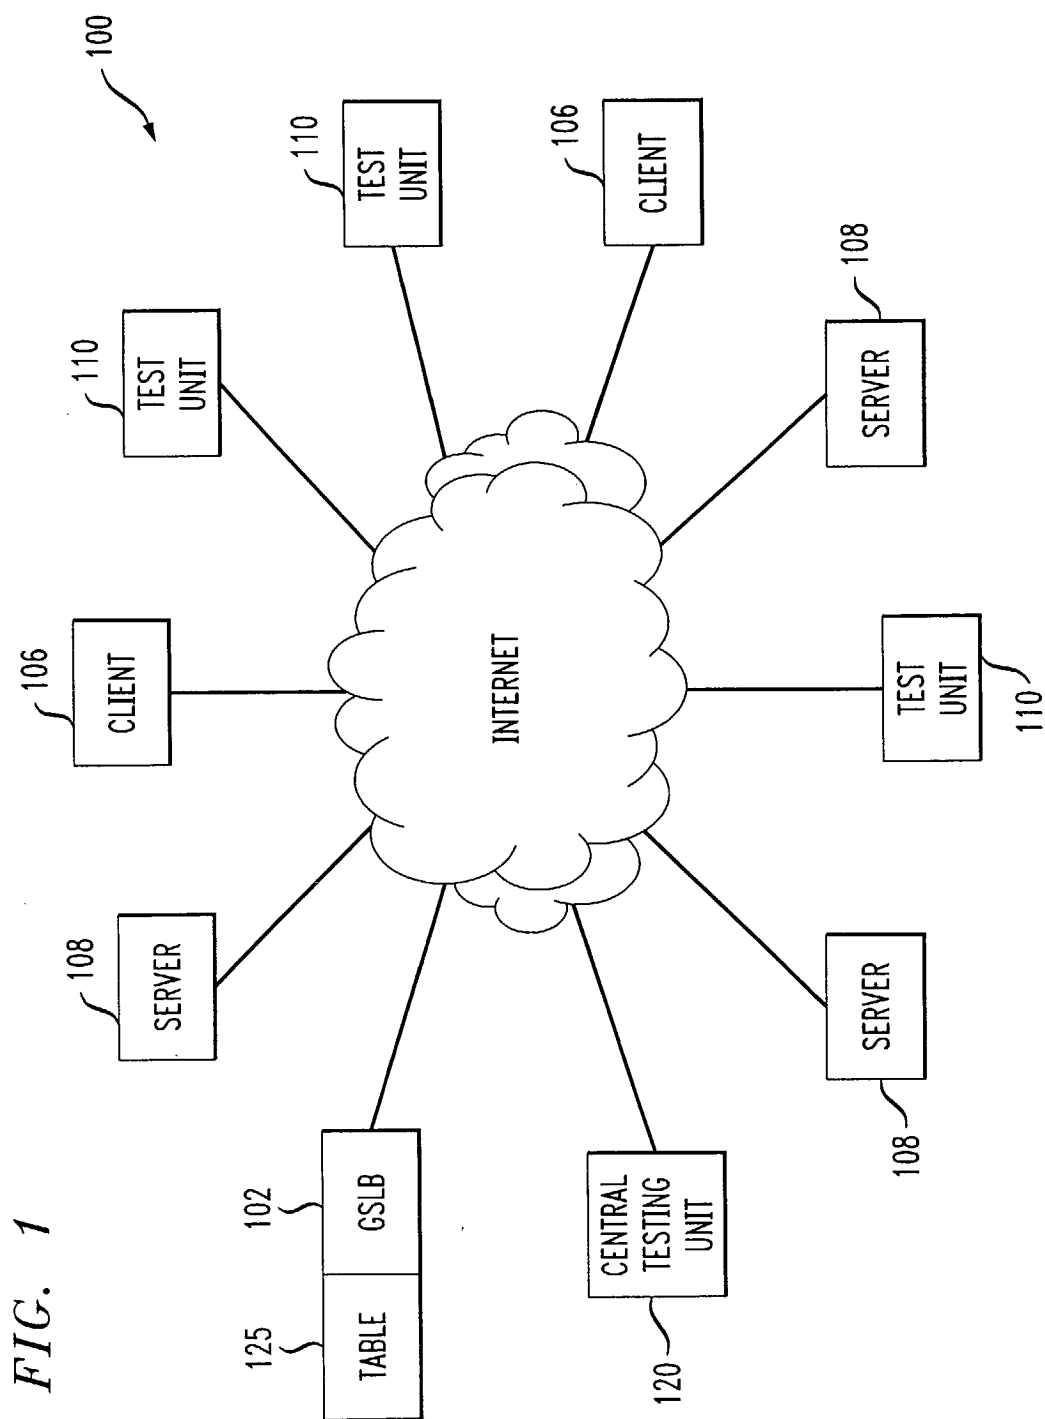 FIG. 1
100
125
102
TABLE
GSLB
108
SERVER
106
CLIENT
110
TEST
UNIT
110
TEST
UNIT
106
CLIENT
INTERNET
120
CENTRAL
TESTING
UNIT
108
SERVER
110
TEST
UNIT
108
SERVER